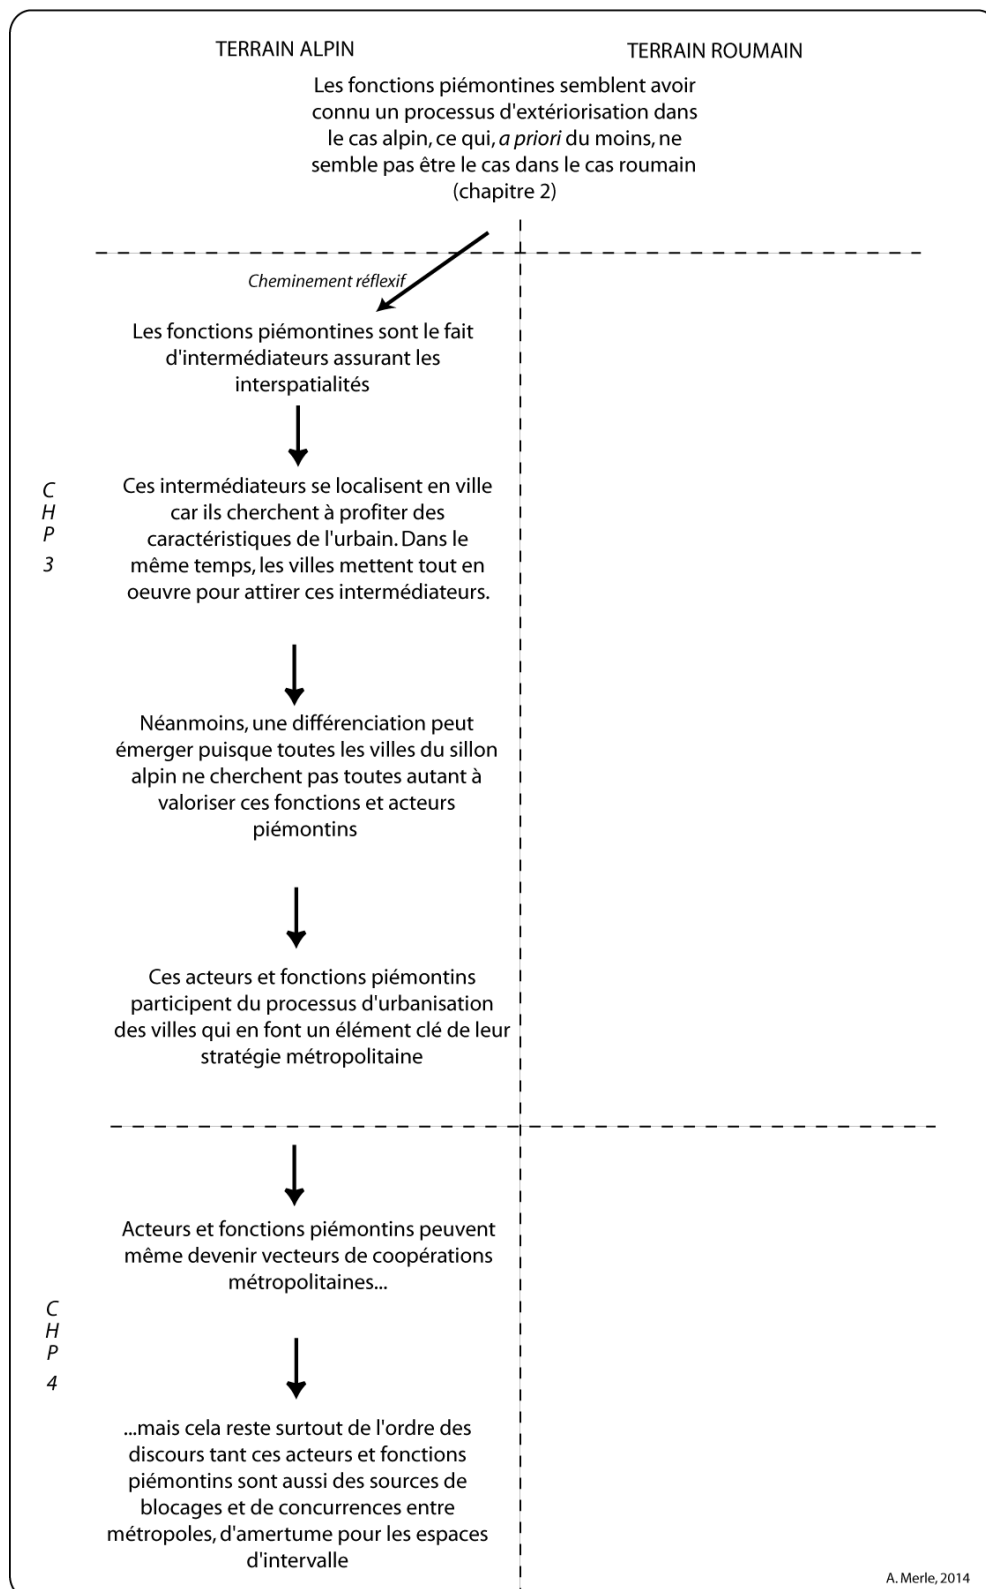 TERRAIN ALPIN
TERRAIN ROUMAIN
Les fonctions piémontines semblent avoir
connu un processus d'extériorisation dans
le cas alpin, ce qui, a priori du moins, ne
semble pas être le cas dans le cas roumain
(chapitre 2)
Cheminement réflexif
Les fonctions piémontines sont le fait
d'intermédiateurs assurant les
interspatialités
C
H
P
3
Ces intermédiateurs se localisent en ville
car ils cherchent à profiter des
caractéristiques de l'urbain. Dans le
même temps, les villes mettent tout en
oeuvre pour attirer ces intermédiateurs.
Néanmoins, une différenciation peut
émerger puisque toutes les villes du sillon
alpin ne cherchent pas toutes autant à
valoriser ces fonctions et acteurs
piémontins
Ces acteurs et fonctions piémontins
participent du processus d'urbanisation
des villes qui en font un élément clé de leur
stratégie métropolitaine
Acteurs et fonctions piémontins peuvent
même devenir vecteurs de coopérations
métropolitaines...
C
H
P
4
...mais cela reste surtout de l'ordre des
discours tant ces acteurs et fonctions
piémontins sont aussi des sources de
blocages et de concurrences entre
métropoles, d'amertume pour les espaces
d'intervalle
A. Merle, 2014